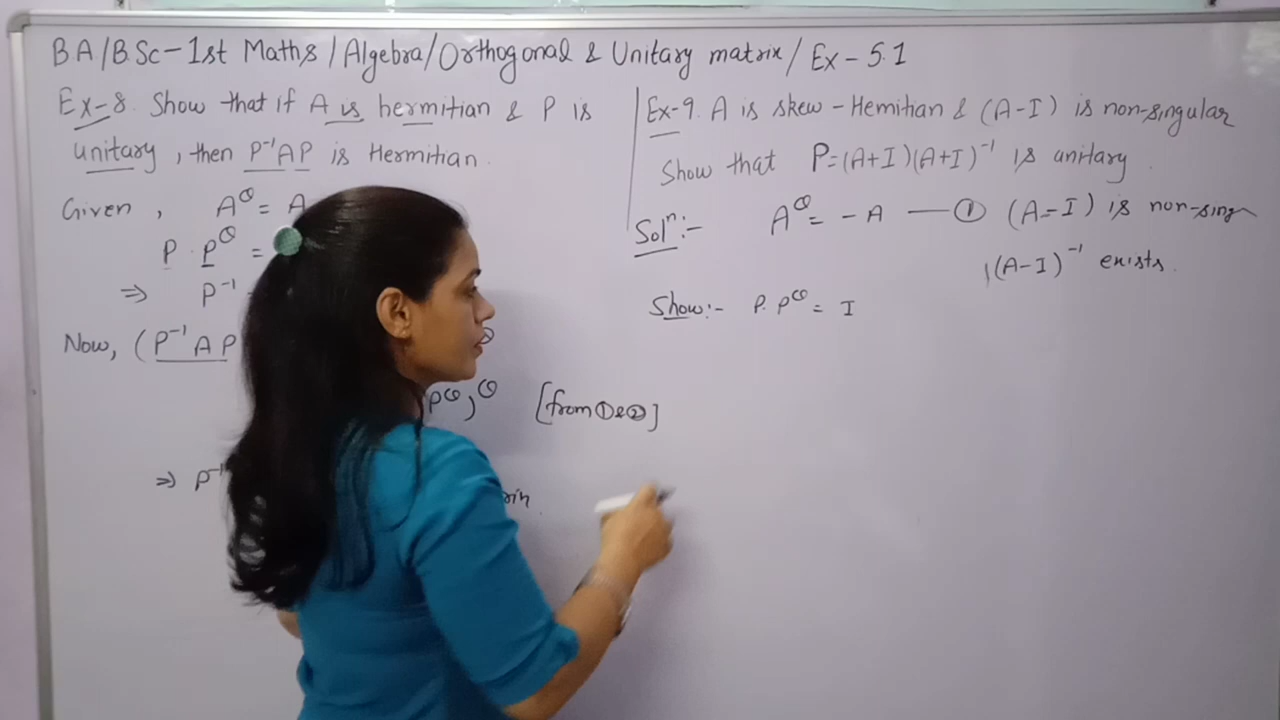 BA/B.Sc-1st Maths/Algebra/Orthogonal & Unitary matrix/Ex-5.1
Ex-8. Show that if A is hermitian & P is
unitary, then P⁻¹AP is Hermitian.
Given, A^Θ = A
P · P^Θ =
⇒ P⁻¹
Now, (P⁻¹AP
P^Θ)^Θ [from ① & ②]
⇒ P⁻¹
Ex-9. A is skew-Hemitian & (A-I) is non-singular
Show that P=(A+I)(A+I)⁻¹ is unitary.
Solⁿ:- A^Θ = -A — ① (A-I) is non-sing
(A-I)⁻¹ exists.
Show:- P.P^Θ = I